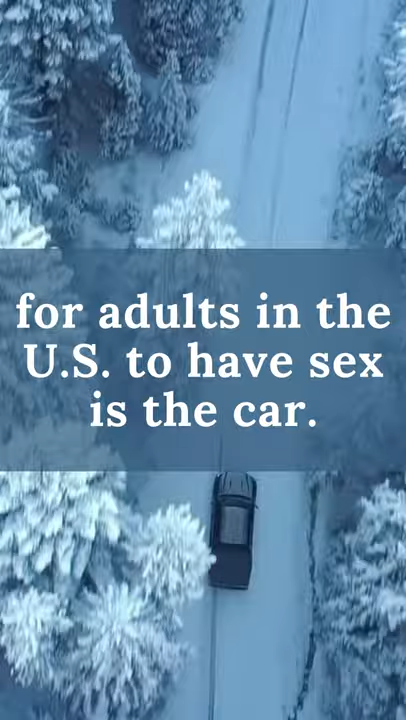 for adults in the
U.S. to have sex
is the car.